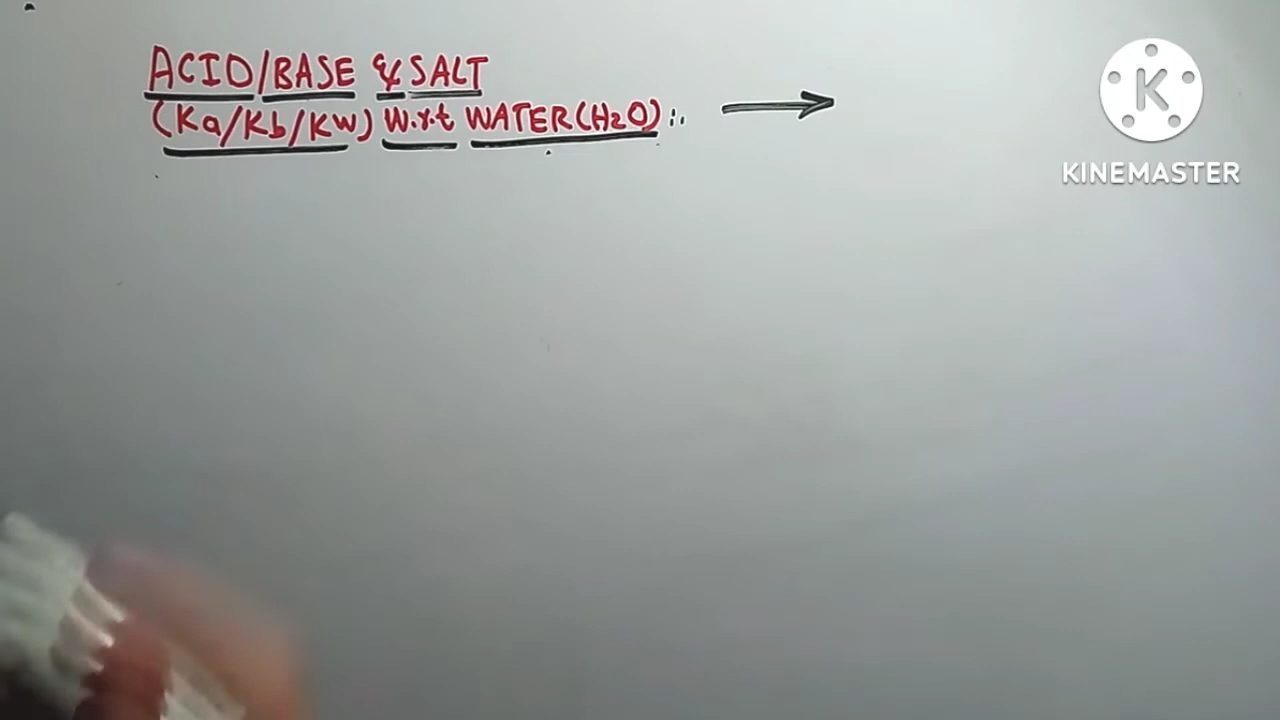 ACID/BASE & SALT
(Ka/Kb/Kw) w.r.t WATER(H2O):.
K
KINEMASTER